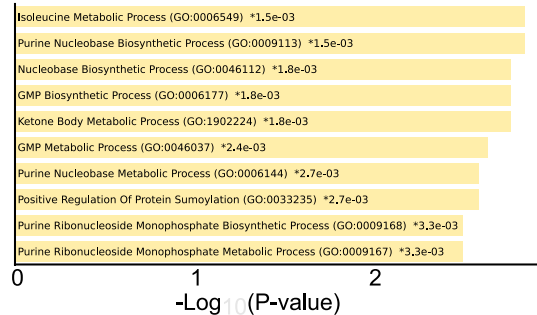 Isoleucine Metabolic Process (GO:0006549) *1.5e-03
Purine Nucleobase Biosynthetic Process (GO:0009113) *1.5e-03
Nucleobase Biosynthetic Process (GO:0046112) *1.8e-03
GMP Biosynthetic Process (GO:0006177) *1.8e-03
Ketone Body Metabolic Process (GO:1902224) *1.8e-03
GMP Metabolic Process (GO:0046037) *2.4e-03
Purine Nucleobase Metabolic Process (GO:0006144) *2.7e-03
Positive Regulation Of Protein Sumoylation (GO:0033235) *2.7e-03
Purine Ribonucleoside Monophosphate Biosynthetic Process (GO:0009168) *3.3e-03
Purine Ribonucleoside Monophosphate Metabolic Process (GO:0009167) *3.3e-03
0 1 2
-Log10(P-value)